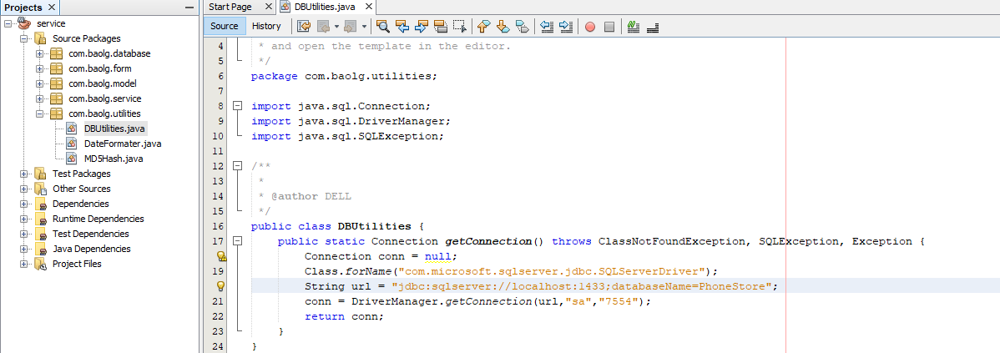 Projects
service
Source Packages
com.baolg.database
com.baolg.form
com.baolg.model
com.baolg.service
com.baolg.utilities
DBUtilities.java
DateFormater.java
MD5Hash.java
Test Packages
Other Sources
Dependencies
Runtime Dependencies
Test Dependencies
Java Dependencies
Project Files
Start Page DBUtilities.java
Source History
4 * and open the template in the editor.
5 */
6 package com.baolg.utilities;
7
8 import java.sql.Connection;
9 import java.sql.DriverManager;
10 import java.sql.SQLException;
11
12 /**
13 *
14 * @author DELL
15 */
16 public class DBUtilities {
17 public static Connection getConnection() throws ClassNotFoundException, SQLException, Exception {
Connection conn = null;
19 Class.forName("com.microsoft.sqlserver.jdbc.SQLServerDriver");
String url = "jdbc:sqlserver://localhost:1433;databaseName=PhoneStore";
21 conn = DriverManager.getConnection(url,"sa","7554");
22 return conn;
23 }
24 }